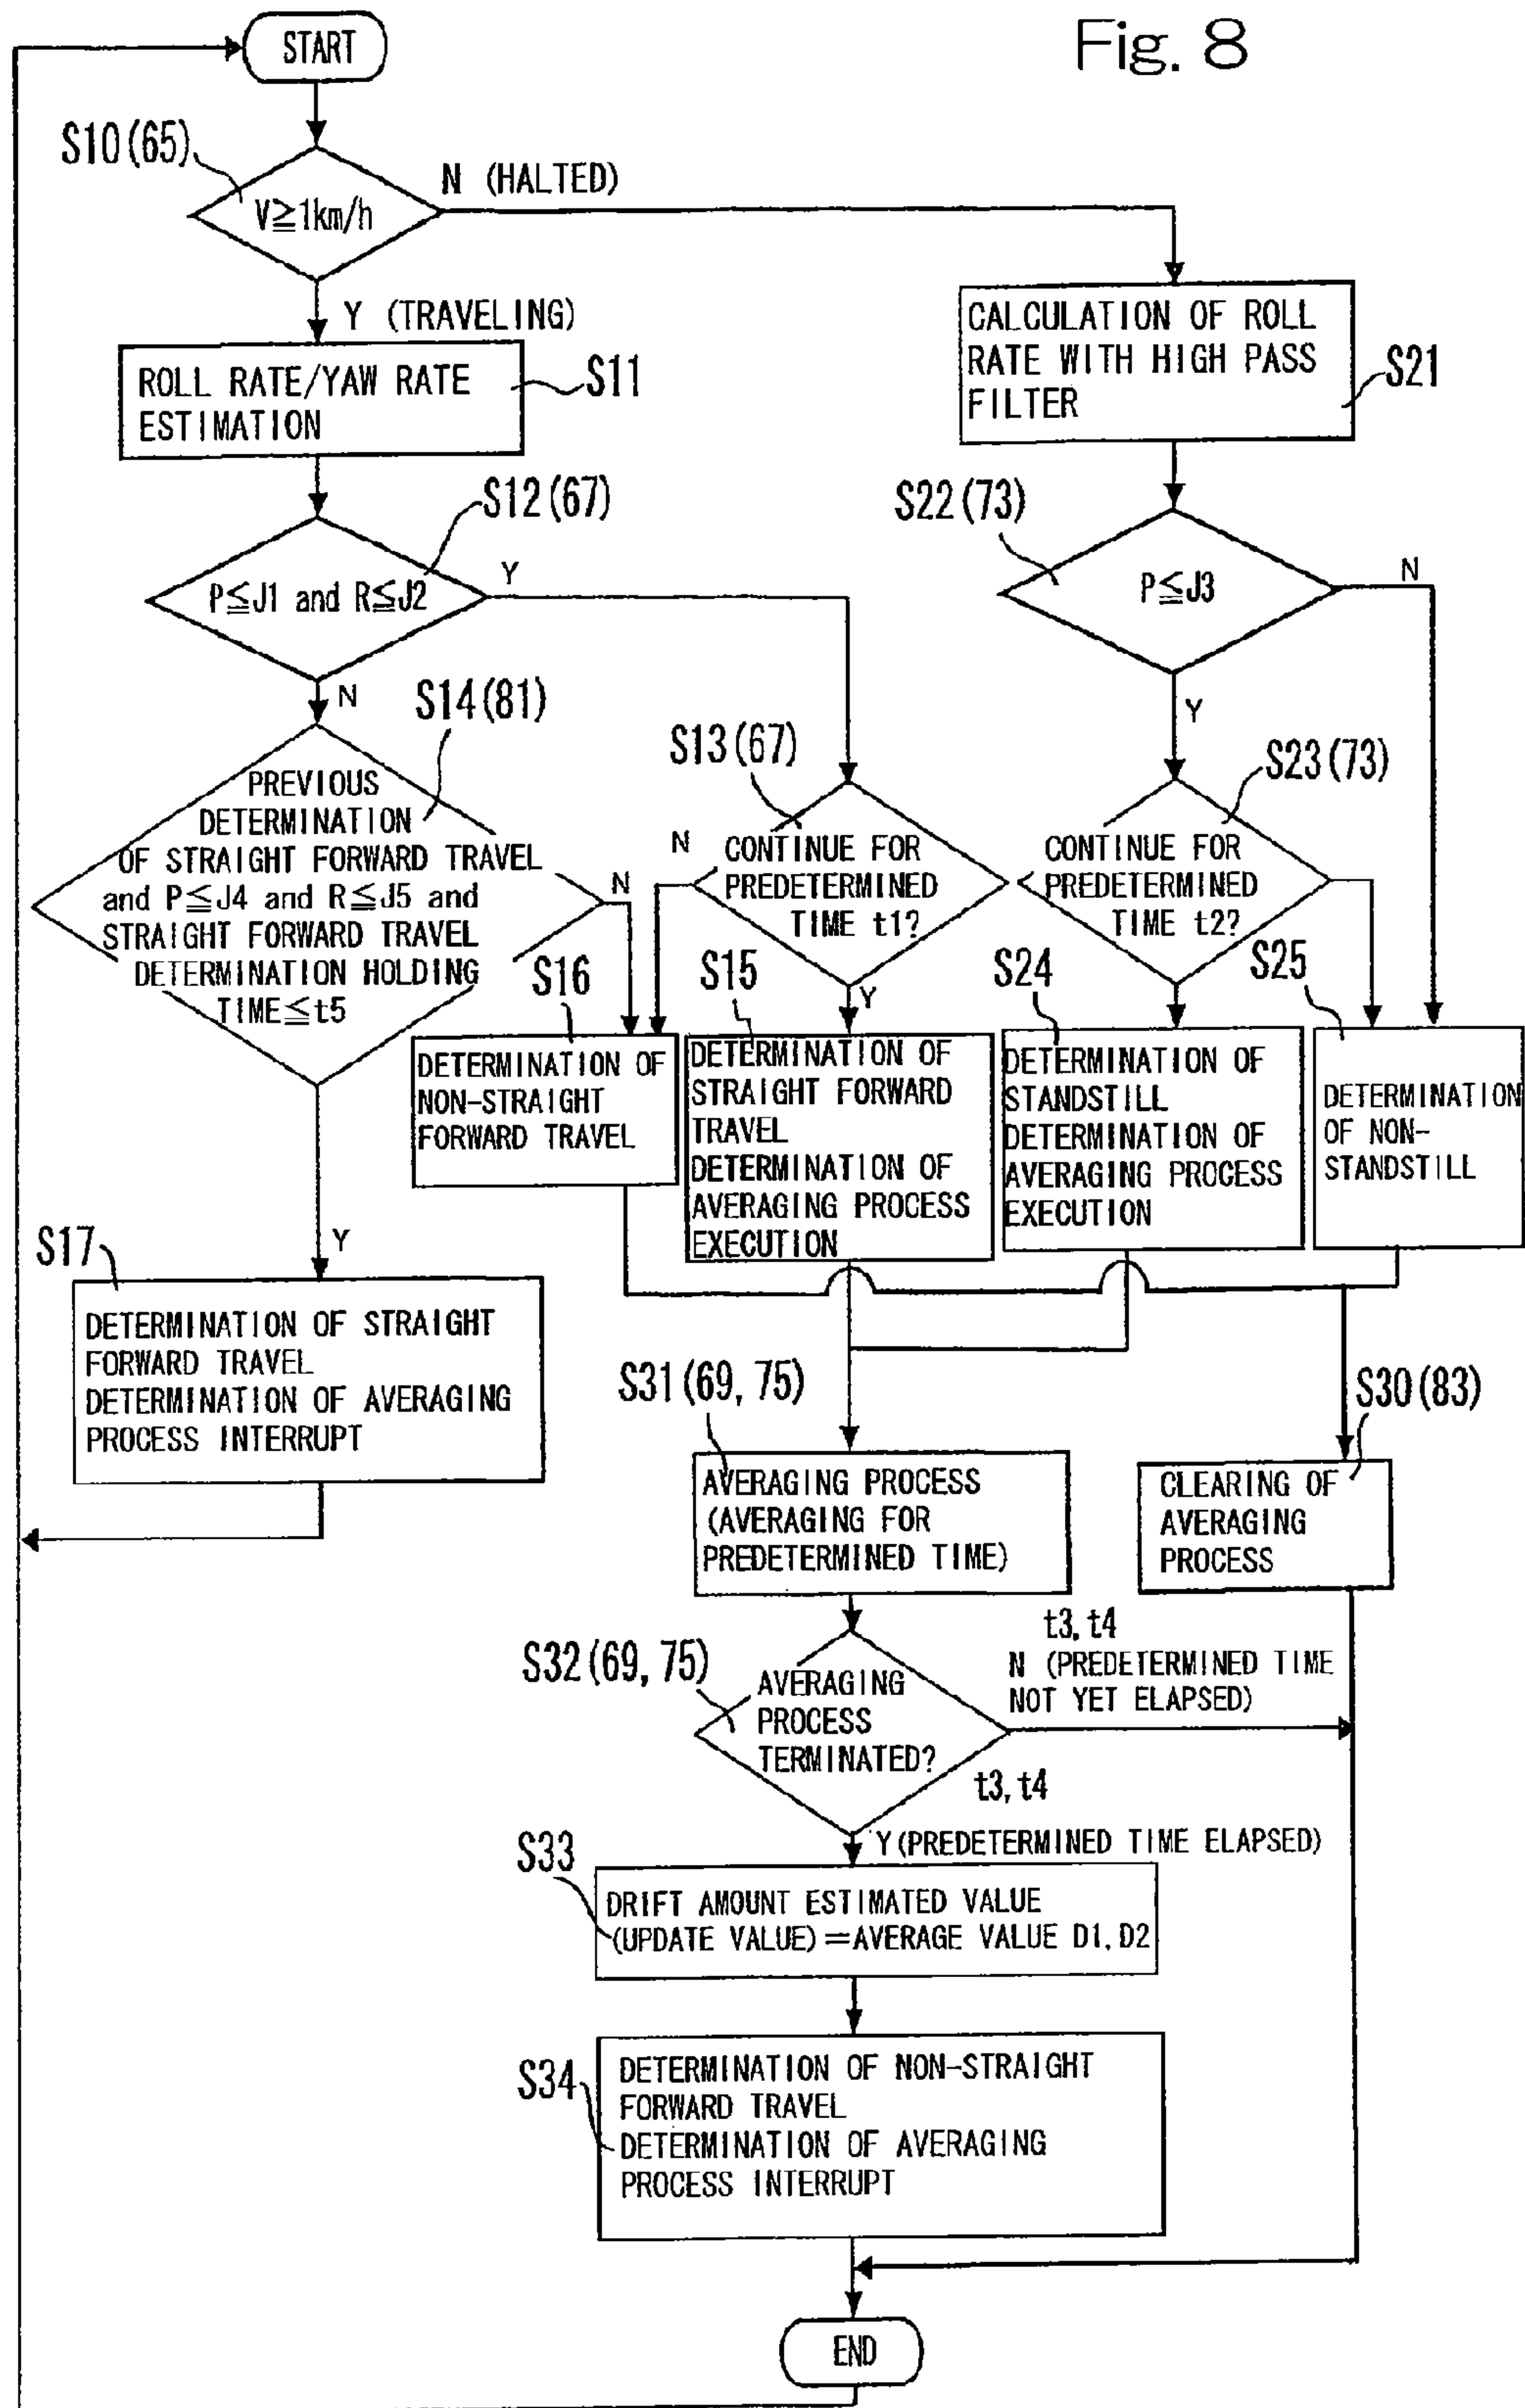 Fig. 8
START
S10(65)
V≧1km/h
N (HALTED)
Y (TRAVELING)
ROLL RATE/YAW RATE
ESTIMATION
S11
CALCULATION OF ROLL
RATE WITH HIGH PASS
FILTER
S21
S12(67)
P≦J1 and R≦J2
Y
N
S22(73)
P≦J3
N
Y
S14(81)
PREVIOUS
DETERMINATION
OF STRAIGHT FORWARD TRAVEL
and P≦J4 and R≦J5 and
STRAIGHT FORWARD TRAVEL
DETERMINATION HOLDING
TIME≦t5
N
Y
S13(67)
CONTINUE FOR
PREDETERMINED
TIME t1?
N
Y
S23(73)
CONTINUE FOR
PREDETERMINED
TIME t2?
S16
DETERMINATION OF
NON-STRAIGHT
FORWARD TRAVEL
S15
DETERMINATION OF
STRAIGHT FORWARD
TRAVEL
DETERMINATION OF
AVERAGING PROCESS
EXECUTION
S24
DETERMINATION OF
STANDSTILL
DETERMINATION OF
AVERAGING PROCESS
EXECUTION
S25
DETERMINATION
OF NON-
STANDSTILL
S17
DETERMINATION OF STRAIGHT
FORWARD TRAVEL
DETERMINATION OF AVERAGING
PROCESS INTERRUPT
S31(69, 75)
AVERAGING PROCESS
(AVERAGING FOR
PREDETERMINED TIME)
S30(83)
CLEARING OF
AVERAGING
PROCESS
S32(69, 75)
AVERAGING
PROCESS
TERMINATED?
t3, t4
N (PREDETERMINED TIME
NOT YET ELAPSED)
t3, t4
Y(PREDETERMINED TIME ELAPSED)
S33
DRIFT AMOUNT ESTIMATED VALUE
(UPDATE VALUE)=AVERAGE VALUE D1, D2
S34
DETERMINATION OF NON-STRAIGHT
FORWARD TRAVEL
DETERMINATION OF AVERAGING
PROCESS INTERRUPT
END